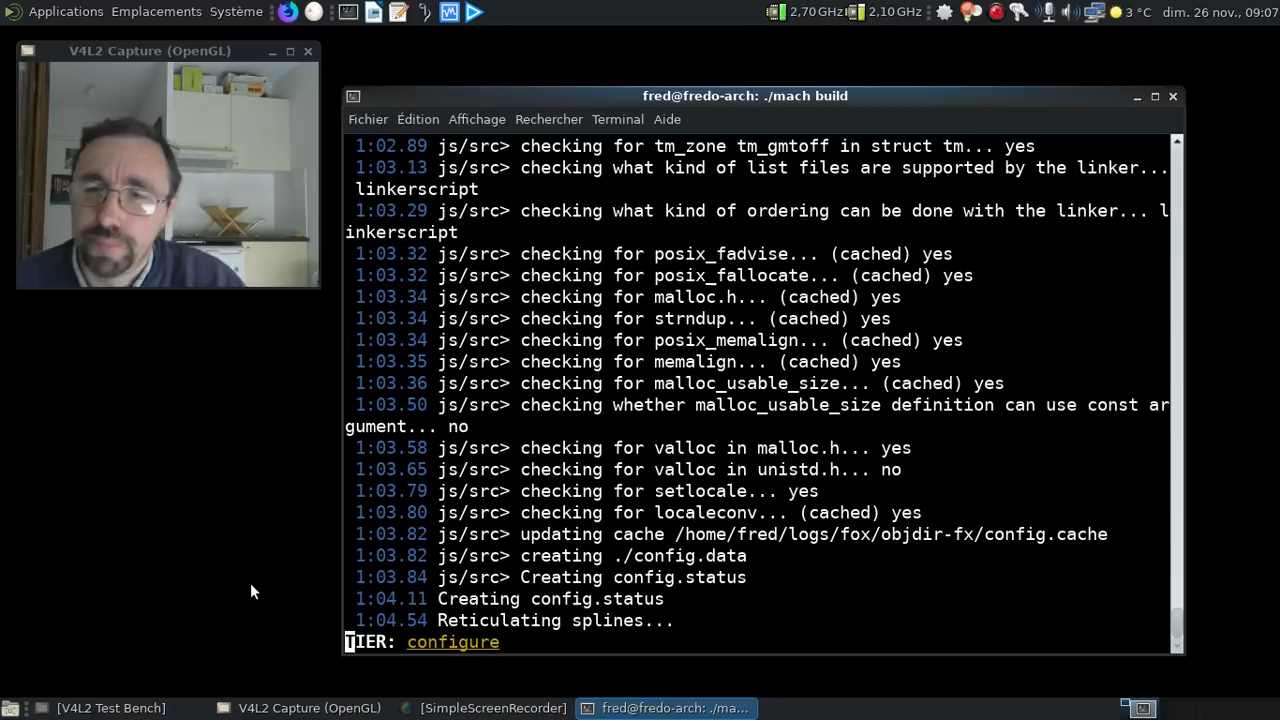 Applications Emplacements Système 2,70 GHz 2,10 GHz 3 °C dim. 26 nov., 09:07
V4L2 Capture (OpenGL)
fred@fredo-arch: ./mach build
Fichier Édition Affichage Rechercher Terminal Aide
1:02.89 js/src> checking for tm_zone tm_gmtoff in struct tm... yes
1:03.13 js/src> checking what kind of list files are supported by the linker...
linkerscript
1:03.29 js/src> checking what kind of ordering can be done with the linker... l
inkerscript
1:03.32 js/src> checking for posix_fadvise... (cached) yes
1:03.32 js/src> checking for posix_fallocate... (cached) yes
1:03.34 js/src> checking for malloc.h... (cached) yes
1:03.34 js/src> checking for strndup... (cached) yes
1:03.34 js/src> checking for posix_memalign... (cached) yes
1:03.35 js/src> checking for memalign... (cached) yes
1:03.36 js/src> checking for malloc_usable_size... (cached) yes
1:03.50 js/src> checking whether malloc_usable_size definition can use const ar
gument... no
1:03.58 js/src> checking for valloc in malloc.h... yes
1:03.65 js/src> checking for valloc in unistd.h... no
1:03.79 js/src> checking for setlocale... yes
1:03.80 js/src> checking for localeconv... (cached) yes
1:03.82 js/src> updating cache /home/fred/logs/fox/objdir-fx/config.cache
1:03.82 js/src> creating ./config.data
1:03.84 js/src> Creating config.status
1:04.11 Creating config.status
1:04.54 Reticulating splines...
TIER: configure
[V4L2 Test Bench] V4L2 Capture (OpenGL) [SimpleScreenRecorder] fred@fredo-arch: ./ma...